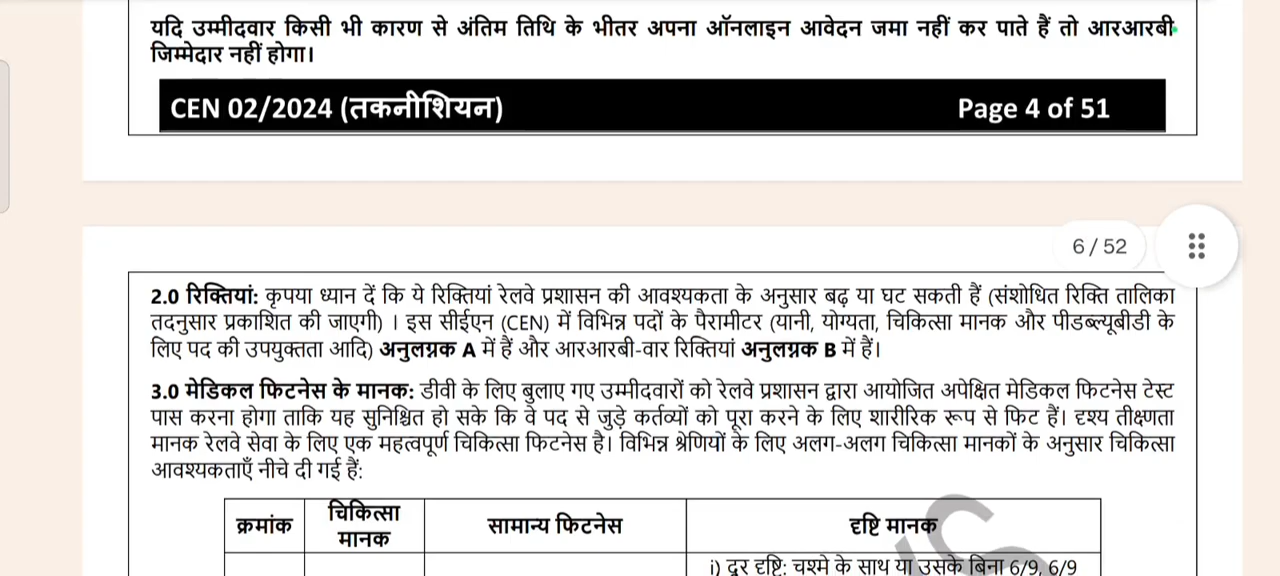 यदि उम्मीदवार किसी भी कारण से अंतिम तिथि के भीतर अपना ऑनलाइन आवेदन जमा नहीं कर पाते हैं तो आरआरबी
जिम्मेदार नहीं होगा।
CEN 02/2024 (तकनीशियन) Page 4 of 51
6 / 52
2.0 रिक्तियां: कृपया ध्यान दें कि ये रिक्तियां रेलवे प्रशासन की आवश्यकता के अनुसार बढ़ या घट सकती हैं (संशोधित रिक्ति तालिका
तदनुसार प्रकाशित की जाएगी) । इस सीईएन (CEN) में विभिन्न पदों के पैरामीटर (यानी, योग्यता, चिकित्सा मानक और पीडब्ल्यूबीडी के
लिए पद की उपयुक्तता आदि) अनुलग्नक A में हैं और आरआरबी-वार रिक्तियां अनुलग्नक B में हैं।
3.0 मेडिकल फिटनेस के मानक: डीवी के लिए बुलाए गए उम्मीदवारों को रेलवे प्रशासन द्वारा आयोजित अपेक्षित मेडिकल फिटनेस टेस्ट
पास करना होगा ताकि यह सुनिश्चित हो सके कि वे पद से जुड़े कर्तव्यों को पूरा करने के लिए शारीरिक रूप से फिट हैं। दृश्य तीक्ष्णता
मानक रेलवे सेवा के लिए एक महत्वपूर्ण चिकित्सा फिटनेस है। विभिन्न श्रेणियों के लिए अलग-अलग चिकित्सा मानकों के अनुसार चिकित्सा
आवश्यकताएँ नीचे दी गई हैं:
क्रमांक चिकित्सा मानक सामान्य फिटनेस दृष्टि मानक
i) दूर दृष्टि: चश्मे के साथ या उसके बिना 6/9, 6/9